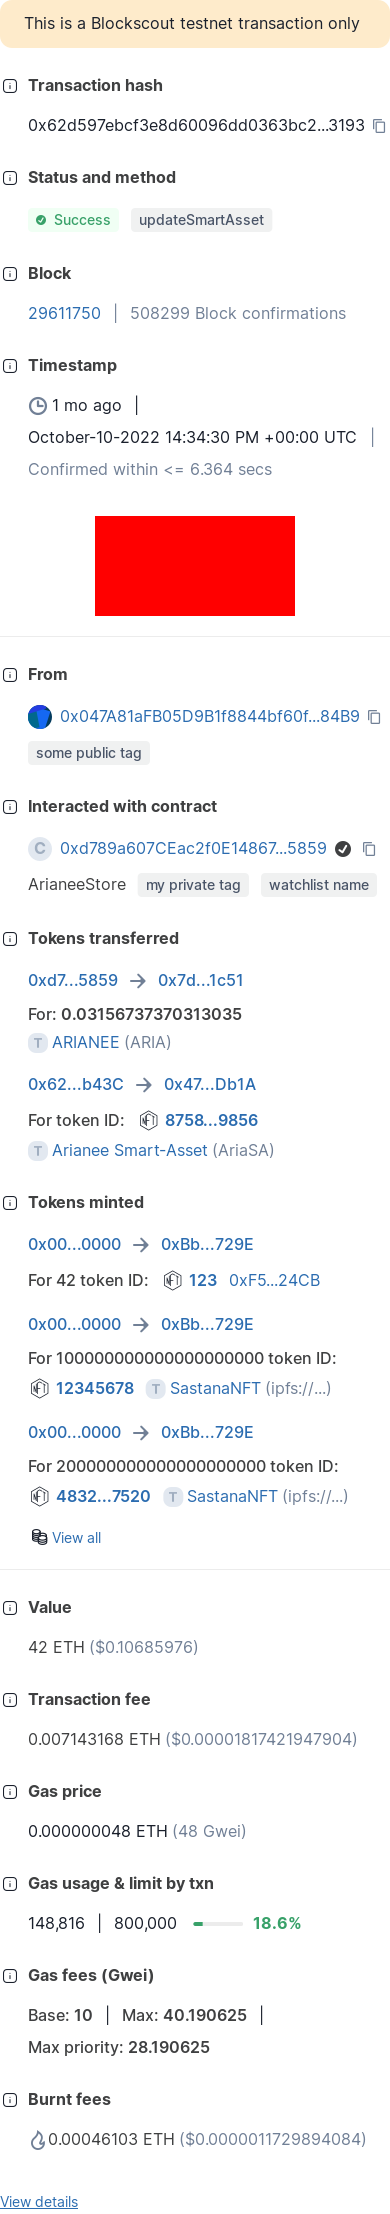 This is a Blockscout testnet transaction only
Transaction hash
0x62d597ebcf3e8d60096dd0363bc2...3193
Status and method
Success updateSmartAsset
Block
29611750 | 508299 Block confirmations
Timestamp
1 mo ago |
October-10-2022 14:34:30 PM +00:00 UTC |
Confirmed within <= 6.364 secs
From
0x047A81aFB05D9B1f8844bf60f...84B9
some public tag
Interacted with contract
C 0xd789a607CEac2f0E14867...5859
ArianeeStore my private tag watchlist name
Tokens transferred
0xd7...5859 → 0x7d...1c51
For: 0.03156737370313035
T ARIANEE (ARIA)
0x62...b43C → 0x47...Db1A
For token ID: NFT 8758...9856
T Arianee Smart-Asset (AriaSA)
Tokens minted
0x00...0000 → 0xBb...729E
For 42 token ID: NFT 123 0xF5...24CB
0x00...0000 → 0xBb...729E
For 100000000000000000000 token ID:
NFT 12345678 T SastanaNFT (ipfs://...)
0x00...0000 → 0xBb...729E
For 200000000000000000000 token ID:
NFT 4832...7520 T SastanaNFT (ipfs://...)
View all
Value
42 ETH ($0.10685976)
Transaction fee
0.007143168 ETH ($0.00001817421947904)
Gas price
0.000000048 ETH (48 Gwei)
Gas usage & limit by txn
148,816 | 800,000 18.6%
Gas fees (Gwei)
Base: 10 | Max: 40.190625 |
Max priority: 28.190625
Burnt fees
0.00046103 ETH ($0.0000011729894084)
View details